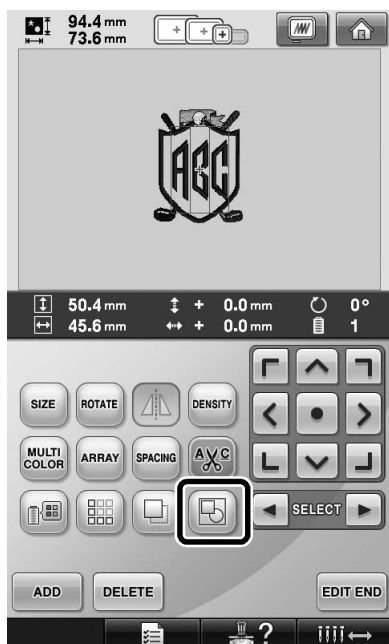 94.4 mm
73.6 mm
ABC
50.4 mm + 0.0 mm 0°
45.6 mm + 0.0 mm 1
SIZE ROTATE DENSITY
MULTI COLOR ARRAY SPACING A C
SELECT
ADD DELETE EDIT END
?